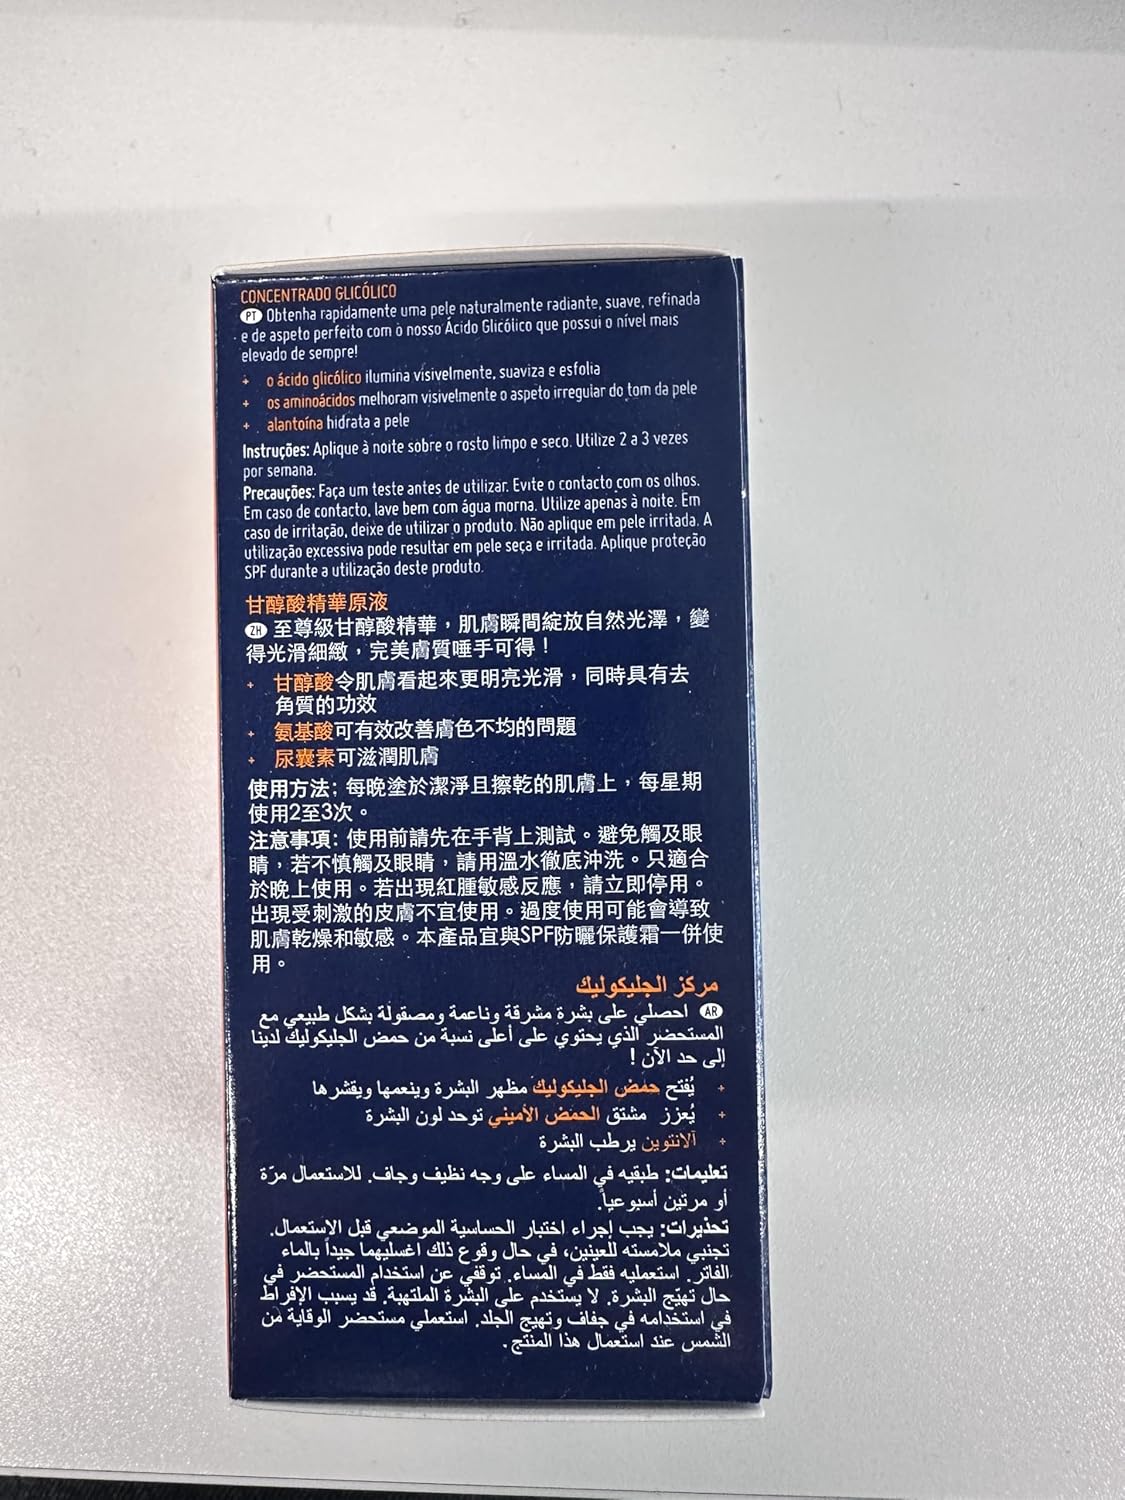 CONCENTRADO GLICÓLICO
PT Obtenha rapidamente uma pele naturalmente radiante, suave, refinada
e de aspeto perfeito com o nosso Ácido Glicólico que possui o nível mais
elevado de sempre!
+ o ácido glicólico ilumina visivelmente, suaviza e esfolia
+ os aminoácidos melhoram visivelmente o aspeto irregular do tom da pele
+ alantoína hidrata a pele
Instruções: Aplique à noite sobre o rosto limpo e seco. Utilize 2 a 3 vezes
por semana.
Precauções: Faça um teste antes de utilizar. Evite o contacto com os olhos.
Em caso de contacto, lave bem com água morna. Utilize apenas à noite. Em
caso de irritação, deixe de utilizar o produto. Não aplique em pele irritada. A
utilização excessiva pode resultar em pele seca e irritada. Aplique proteção
SPF durante a utilização deste produto.
甘醇酸精華原液
ZH 至尊級甘醇酸精華，肌膚瞬間綻放自然光澤，變
得光滑細緻，完美膚質唾手可得！
+ 甘醇酸令肌膚看起來更明亮光滑，同時具有去
角質的功效
+ 氨基酸可有效改善膚色不均的問題
+ 尿囊素可滋潤肌膚
使用方法：每晚塗於潔淨且擦乾的肌膚上，每星期
使用2至3次。
注意事項：使用前請先在手背上測試。避免觸及眼
睛，若不慎觸及眼睛，請用溫水徹底沖洗。只適合
於晚上使用。若出現紅腫敏感反應，請立即停用。
出現受刺激的皮膚不宜使用。過度使用可能會導致
肌膚乾燥和敏感。本產品宜與SPF防曬保護霜一併使
用。
مركز الجليكوليك
AR احصلي على بشرة مشرقة وناعمة ومصقولة بشكل طبيعي مع
المستحضر الذي يحتوي على أعلى نسبة من حمض الجليكوليك لدينا
إلى حد الآن !
+ يُفتح حمض الجليكوليك مظهر البشرة وينعمها ويقشرها
+ يُعزز مشتق الحمض الأميني توحد لون البشرة
+ آلانتوين يرطب البشرة
تعليمات: طبقيه في المساء على وجه نظيف وجاف. للاستعمال مرّة
أو مرتين أسبوعياً.
تحذيرات: يجب إجراء اختبار الحساسية الموضعي قبل الإستعمال.
تجنبي ملامسته للعينين، في حال وقوع ذلك اغسليهما جيداً بالماء
الفاتر. استعمليه فقط في المساء. توقفي عن استخدام المستحضر في
حال تهيّج البشرة. لا يستخدم على البشرة الملتهبة. قد يسبب الإفراط
في استخدامه في جفاف وتهيج الجلد. استعملي مستحضر الوقاية من
الشمس عند استعمال هذا المنتج.